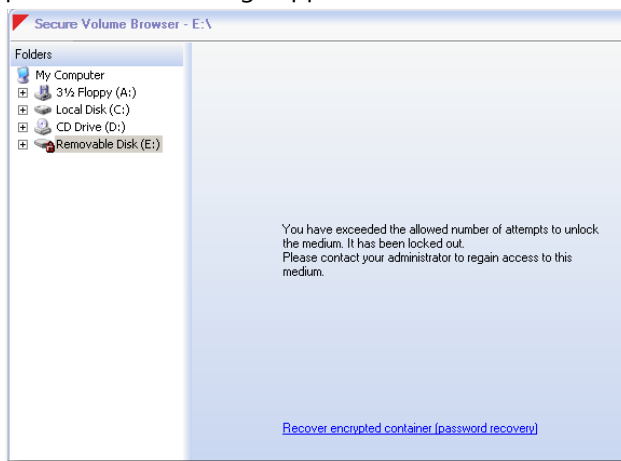 Secure Volume Browser - E:\
Folders
My Computer
3½ Floppy (A:)
Local Disk (C:)
CD Drive (D:)
Removable Disk (E:)
You have exceeded the allowed number of attempts to unlock
the medium. It has been locked out.
Please contact your administrator to regain access to this
medium.
Recover encrypted container (password recovery)